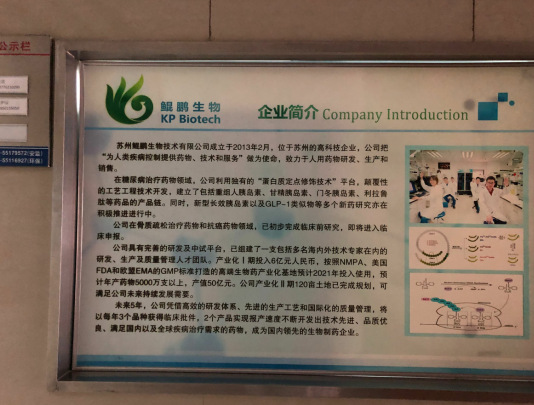 公示栏
鲲鹏生物
KP Biotech
企业简介 Company Introduction
苏州鲲鹏生物技术有限公司成立于2013年2月，位于苏州的高科技企业，公司把
“为人类疾病控制提供药物、技术和服务”做为使命，致力于人用药物研发、生产和
销售。
在糖尿病治疗药物领域，公司利用独有的“蛋白质定点修饰技术”平台，颠覆性
的工艺工程技术开发，建立了包括重组人胰岛素、甘精胰岛素、门冬胰岛素、利拉鲁
肽等药品的产品链。同时，新型长效胰岛素以及GLP-1类似物等多个新药研究亦在
积极推进进行中。
公司在骨质疏松治疗药物和抗癌药物领域，已初步完成临床前研究，即将进入临
床申报。
公司具有完善的研发及中试平台，已组建了一支包括多名海内外技术专家在内的
研发、生产及质量管理人才团队。产业化Ⅰ期投入6亿元人民币，按照NMPA、美国
FDA和欧盟EMA的GMP标准打造的高端生物药产业化基地预计2021年投入使用，预
计年产药物5000万支以上，产值50亿元。公司产业化Ⅱ期120亩土地已完成规划，可
满足公司未来持续发展需要。
未来5年，公司凭借高效的研发体系、先进的生产工艺和国际化的质量管理，将
以每年3个品种获得临床批件，2个产品实现报产速度不断开发出技术先进、品质优
良、满足国内以及全球疾病治疗需求的药物，成为国内领先的生物制药企业。